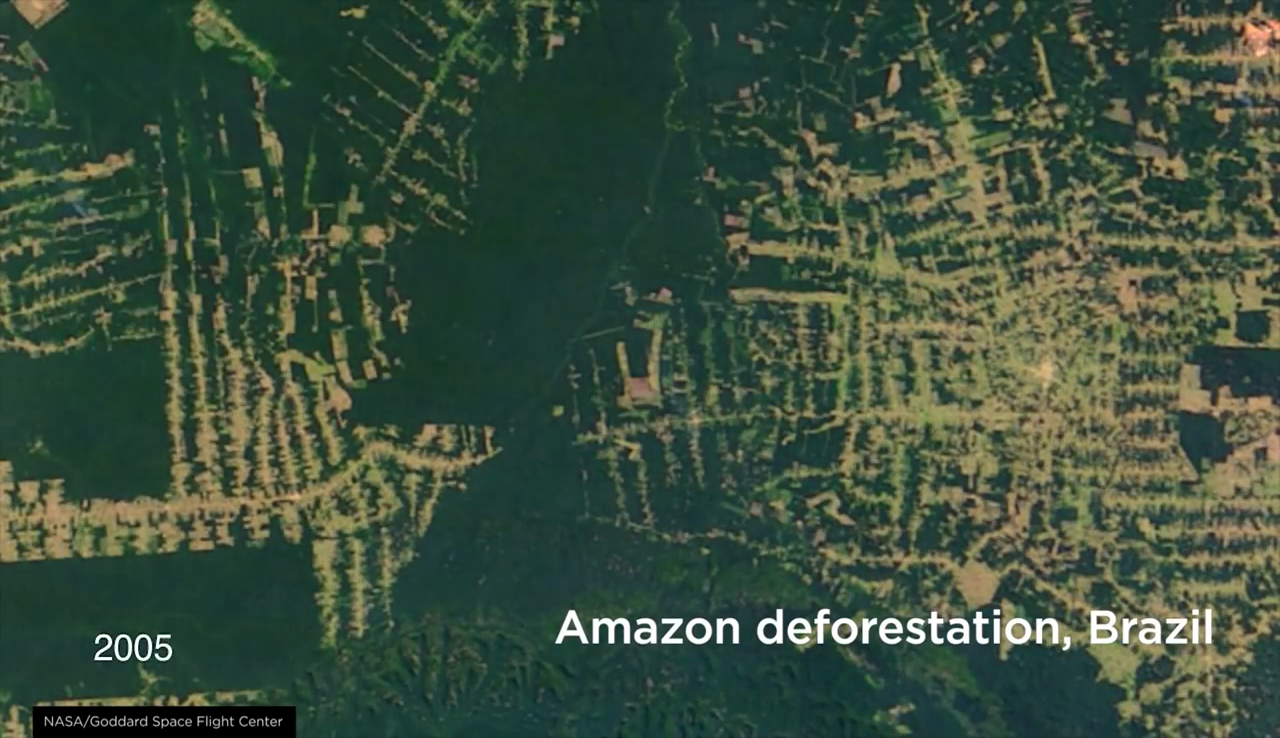 2005
Amazon deforestation, Brazil
NASA/Goddard Space Flight Center